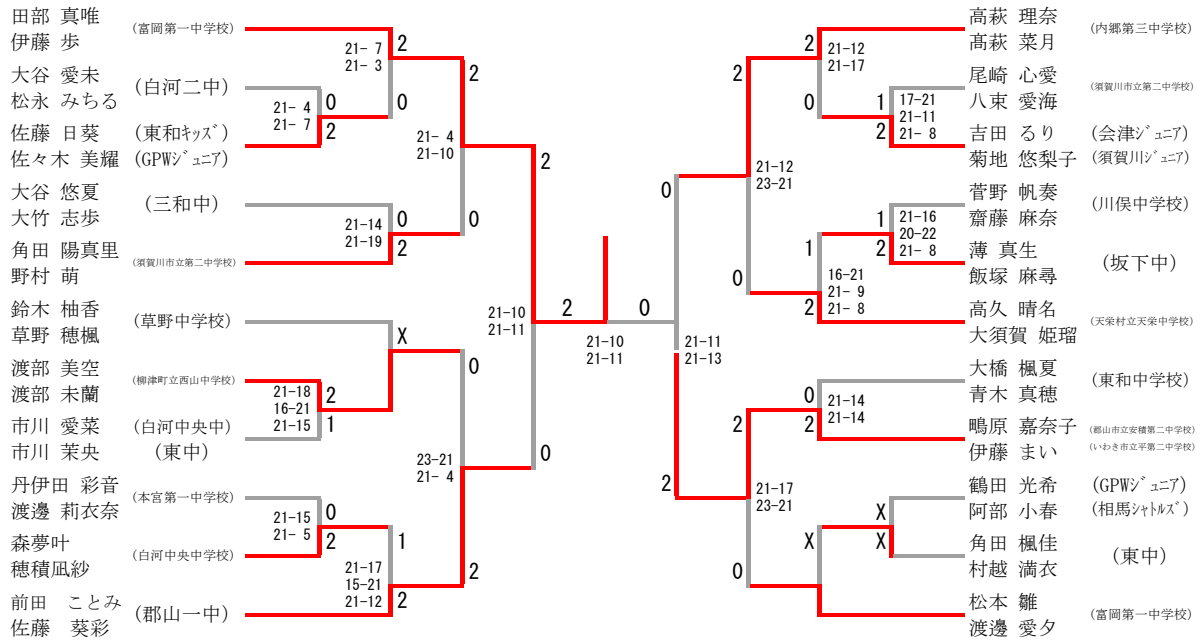 田部 真唯
伊藤 歩
(富岡第一中学校)
大谷 愛未
松永 みちる
(白河二中)
佐藤 日葵 (東和ｷｯｽﾞ)
佐々木 美耀 (GPWｼﾞｭﾆｱ)
大谷 悠夏
大竹 志歩
(三和中)
角田 陽真里
野村 萌
(須賀川市立第二中学校)
鈴木 柚香
草野 穂楓
(草野中学校)
渡部 美空
渡部 未蘭
(柳津町立西山中学校)
市川 愛菜 (白河中央中)
市川 茉央 (東中)
丹伊田 彩音
渡邊 莉衣奈
(本宮第一中学校)
森夢叶
穂積凪紗
(白河中央中学校)
前田 ことみ
佐藤 葵彩
(郡山一中)
21- 7
21- 3
2
0
21- 4
21- 7
0
2
21-14
21-19
0
2
21- 4
21-10
2
0
X
21-18
16-21
21-15
2
1
21-15
21- 5
0
2
21-17
15-21
21-12
1
2
23-21
21- 4
0
2
21-10
21-11
2
0
2
0
21-10
21-11
21-11
21-13
0
2
21-12
23-21
2
0
21-12
21-17
2
0
17-21
21-11
21- 8
1
2
21-16
20-22
21- 8
1
2
16-21
21- 9
21- 8
1
2
21-14
21-14
0
2
21-17
23-21
2
0
X
X
X
高萩 理奈
髙萩 菜月
(内郷第三中学校)
尾崎 心愛
八束 愛海
(須賀川市立第二中学校)
吉田 るり (会津ｼﾞｭﾆｱ)
菊地 悠梨子 (須賀川ｼﾞｭﾆｱ)
菅野 帆奏
齋藤 麻奈
(川俣中学校)
薄 真生
飯塚 麻尋
(坂下中)
高久 晴名
大須賀 姫瑠
(天栄村立天栄中学校)
大橋 楓夏
青木 真穂
(東和中学校)
鴫原 嘉奈子 (郡山市立安積第二中学校)
伊藤 まい (いわき市立平第二中学校)
鶴田 光希 (GPWｼﾞｭﾆｱ)
阿部 小春 (相馬ｼｬﾄﾙｽﾞ)
角田 楓佳
村越 満衣
(東中)
松本 雛
渡邊 愛夕
(富岡第一中学校)